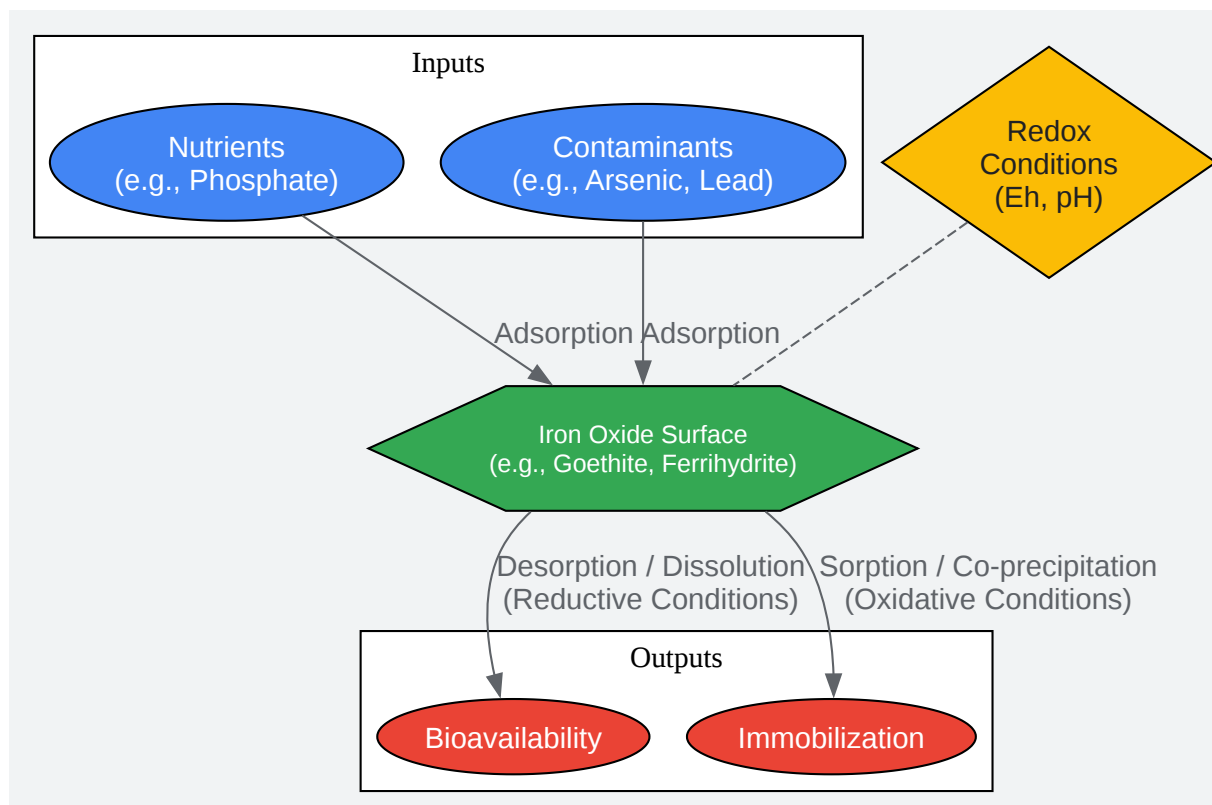 Inputs
Nutrients
(e.g., Phosphate)
Contaminants
(e.g., Arsenic, Lead)
Redox
Conditions
(Eh, pH)
Adsorption
Adsorption
Iron Oxide Surface
(e.g., Goethite, Ferrihydrite)
Desorption / Dissolution
(Reductive Conditions)
Sorption / Co-precipitation
(Oxidative Conditions)
Outputs
Bioavailability
Immobilization